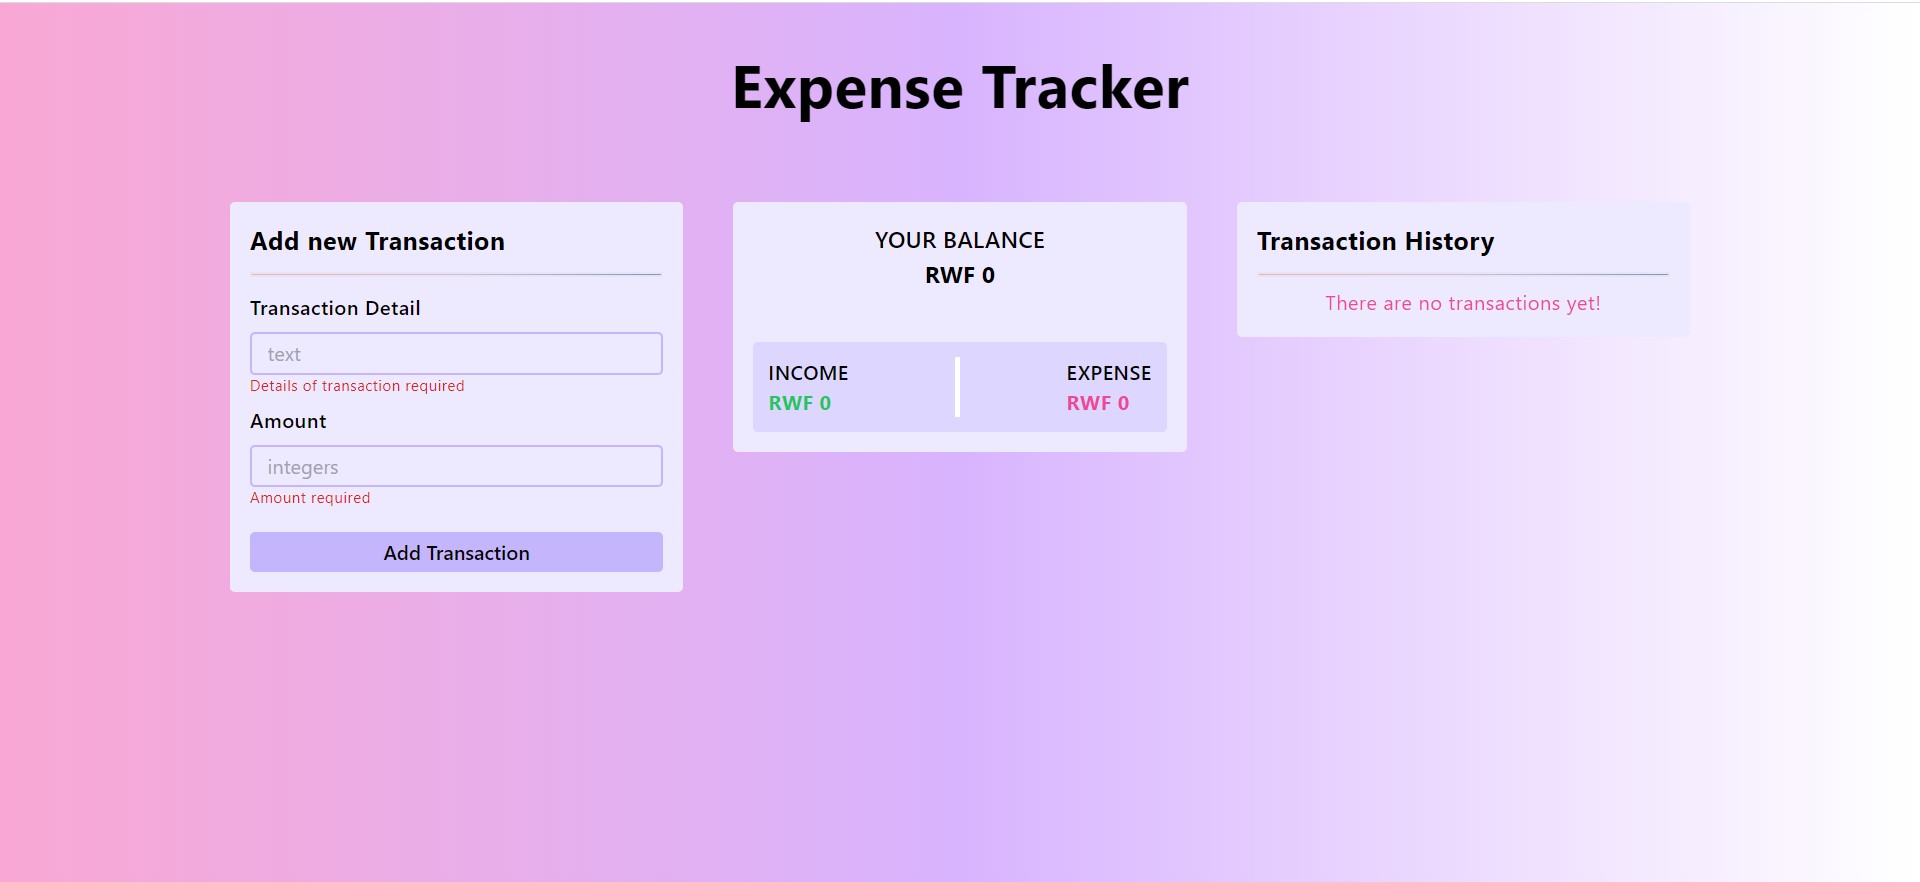 Expense Tracker
Add new Transaction
Transaction Detail
text
Details of transaction required
Amount
integers
Amount required
Add Transaction
YOUR BALANCE
RWF 0
INCOME
RWF 0
EXPENSE
RWF 0
Transaction History
There are no transactions yet!